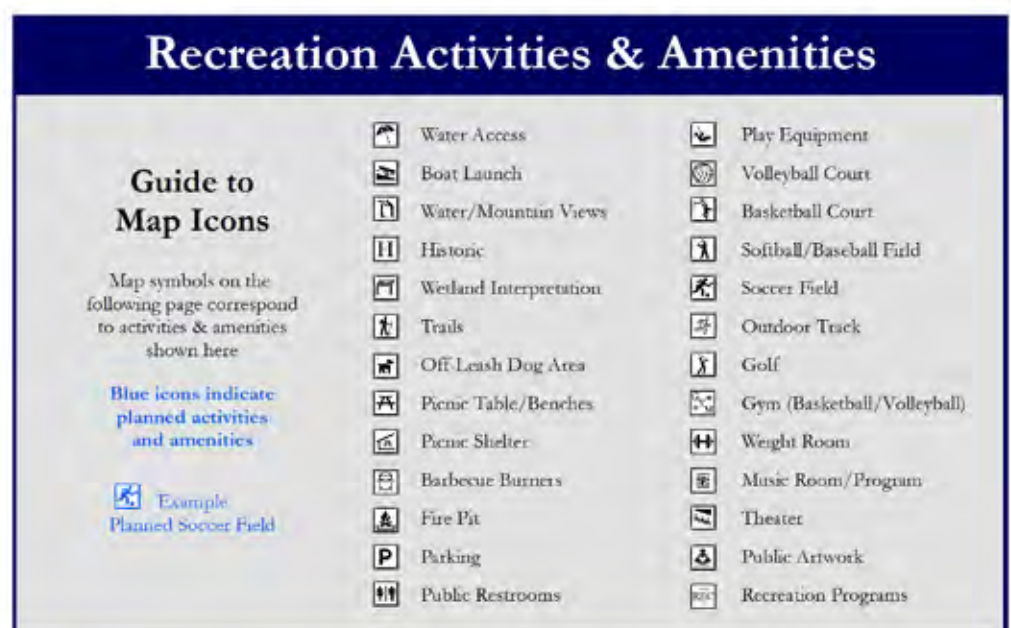 Recreation Activities & Amenities
Guide to
Map Icons
Map symbols on the
following page correspond
to activities & amenities
shown here
Blue icons indicate
planned activities
and amenities
Example
Planned Soccer Field
Water Access
Boat Launch
Water/Mountain Views
H Historic
Wetland Interpretation
Trails
Off-Leash Dog Area
Picnic Table/Benches
Picnic Shelter
Barbecue Burners
Fire Pit
P Parking
Public Restrooms
Play Equipment
Volleyball Court
Basketball Court
Softball/Baseball Field
Soccer Field
Outdoor Track
Golf
Gym (Basketball/Volleyball)
Weight Room
Music Room/Program
Theater
Public Artwork
REC Recreation Programs